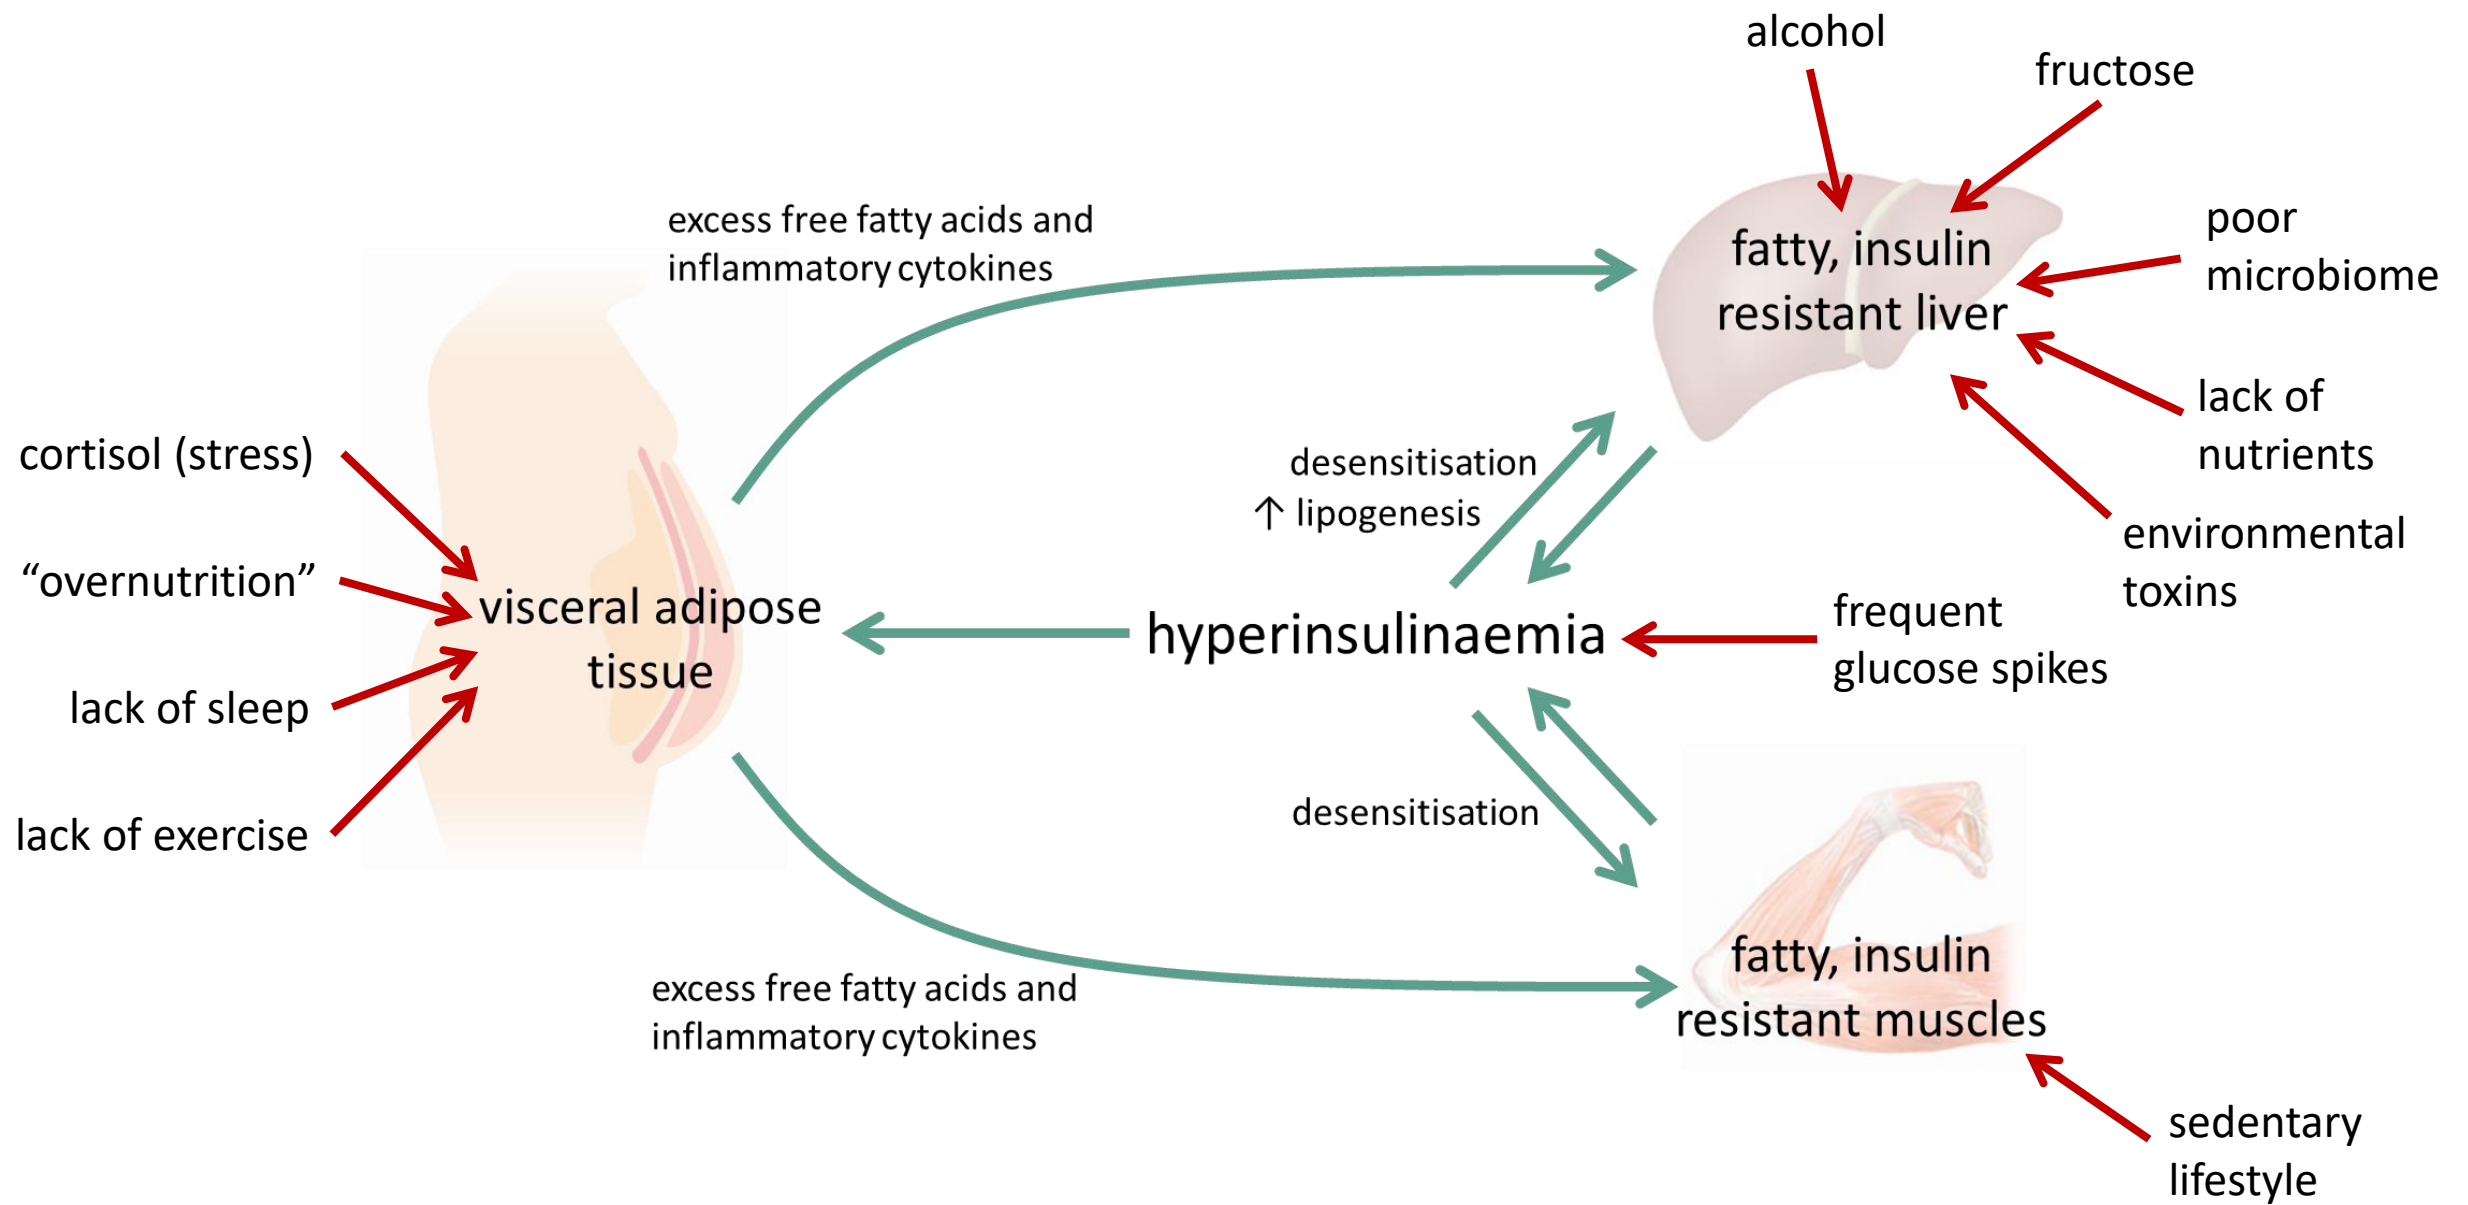 alcohol
fructose
excess free fatty acids and
inflammatory cytokines
fatty, insulin
resistant liver
poor
microbiome
lack of
nutrients
environmental
toxins
cortisol (stress)
“overnutrition”
lack of sleep
lack of exercise
visceral adipose
tissue
desensitisation
↑ lipogenesis
hyperinsulinaemia
frequent
glucose spikes
desensitisation
excess free fatty acids and
inflammatory cytokines
fatty, insulin
resistant muscles
sedentary
lifestyle